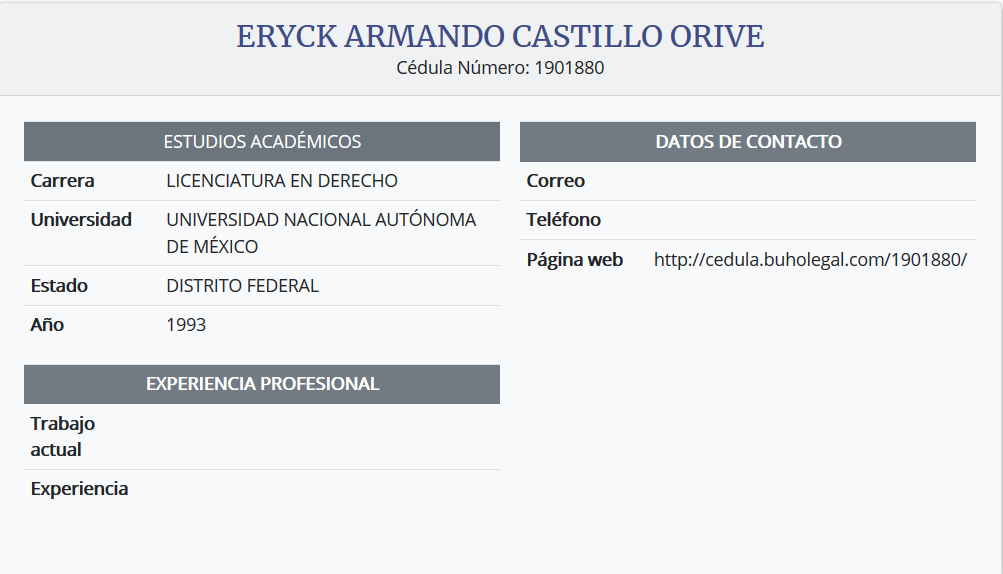 ERYCK ARMANDO CASTILLO ORIVE
Cédula Número: 1901880
ESTUDIOS ACADÉMICOS
Carrera LICENCIATURA EN DERECHO
Universidad UNIVERSIDAD NACIONAL AUTÓNOMA
DE MÉXICO
Estado DISTRITO FEDERAL
Año 1993
EXPERIENCIA PROFESIONAL
Trabajo
actual
Experiencia
DATOS DE CONTACTO
Correo
Teléfono
Página web http://cedula.buholegal.com/1901880/